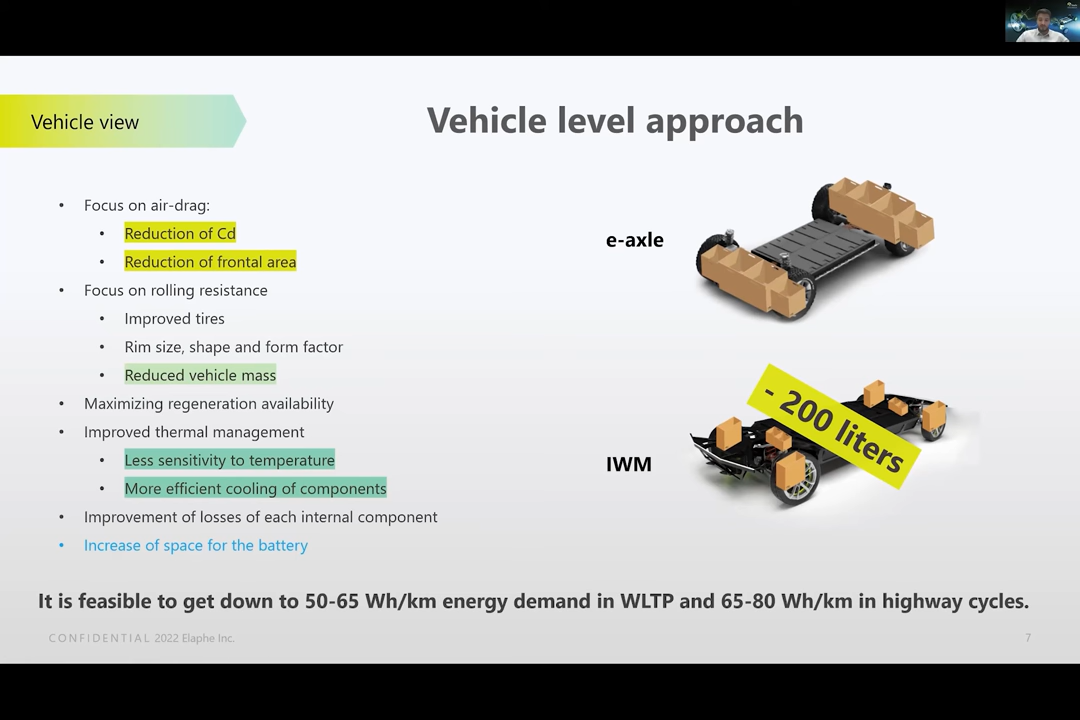 Vehicle view
Vehicle level approach
• Focus on air-drag:
• Reduction of Cd
• Reduction of frontal area
• Focus on rolling resistance
• Improved tires
• Rim size, shape and form factor
• Reduced vehicle mass
• Maximizing regeneration availability
• Improved thermal management
• Less sensitivity to temperature
• More efficient cooling of components
• Improvement of losses of each internal component
• Increase of space for the battery
e-axle
IWM
- 200 liters
It is feasible to get down to 50-65 Wh/km energy demand in WLTP and 65-80 Wh/km in highway cycles.
CONFIDENTIAL 2022 Elaphe Inc.
7